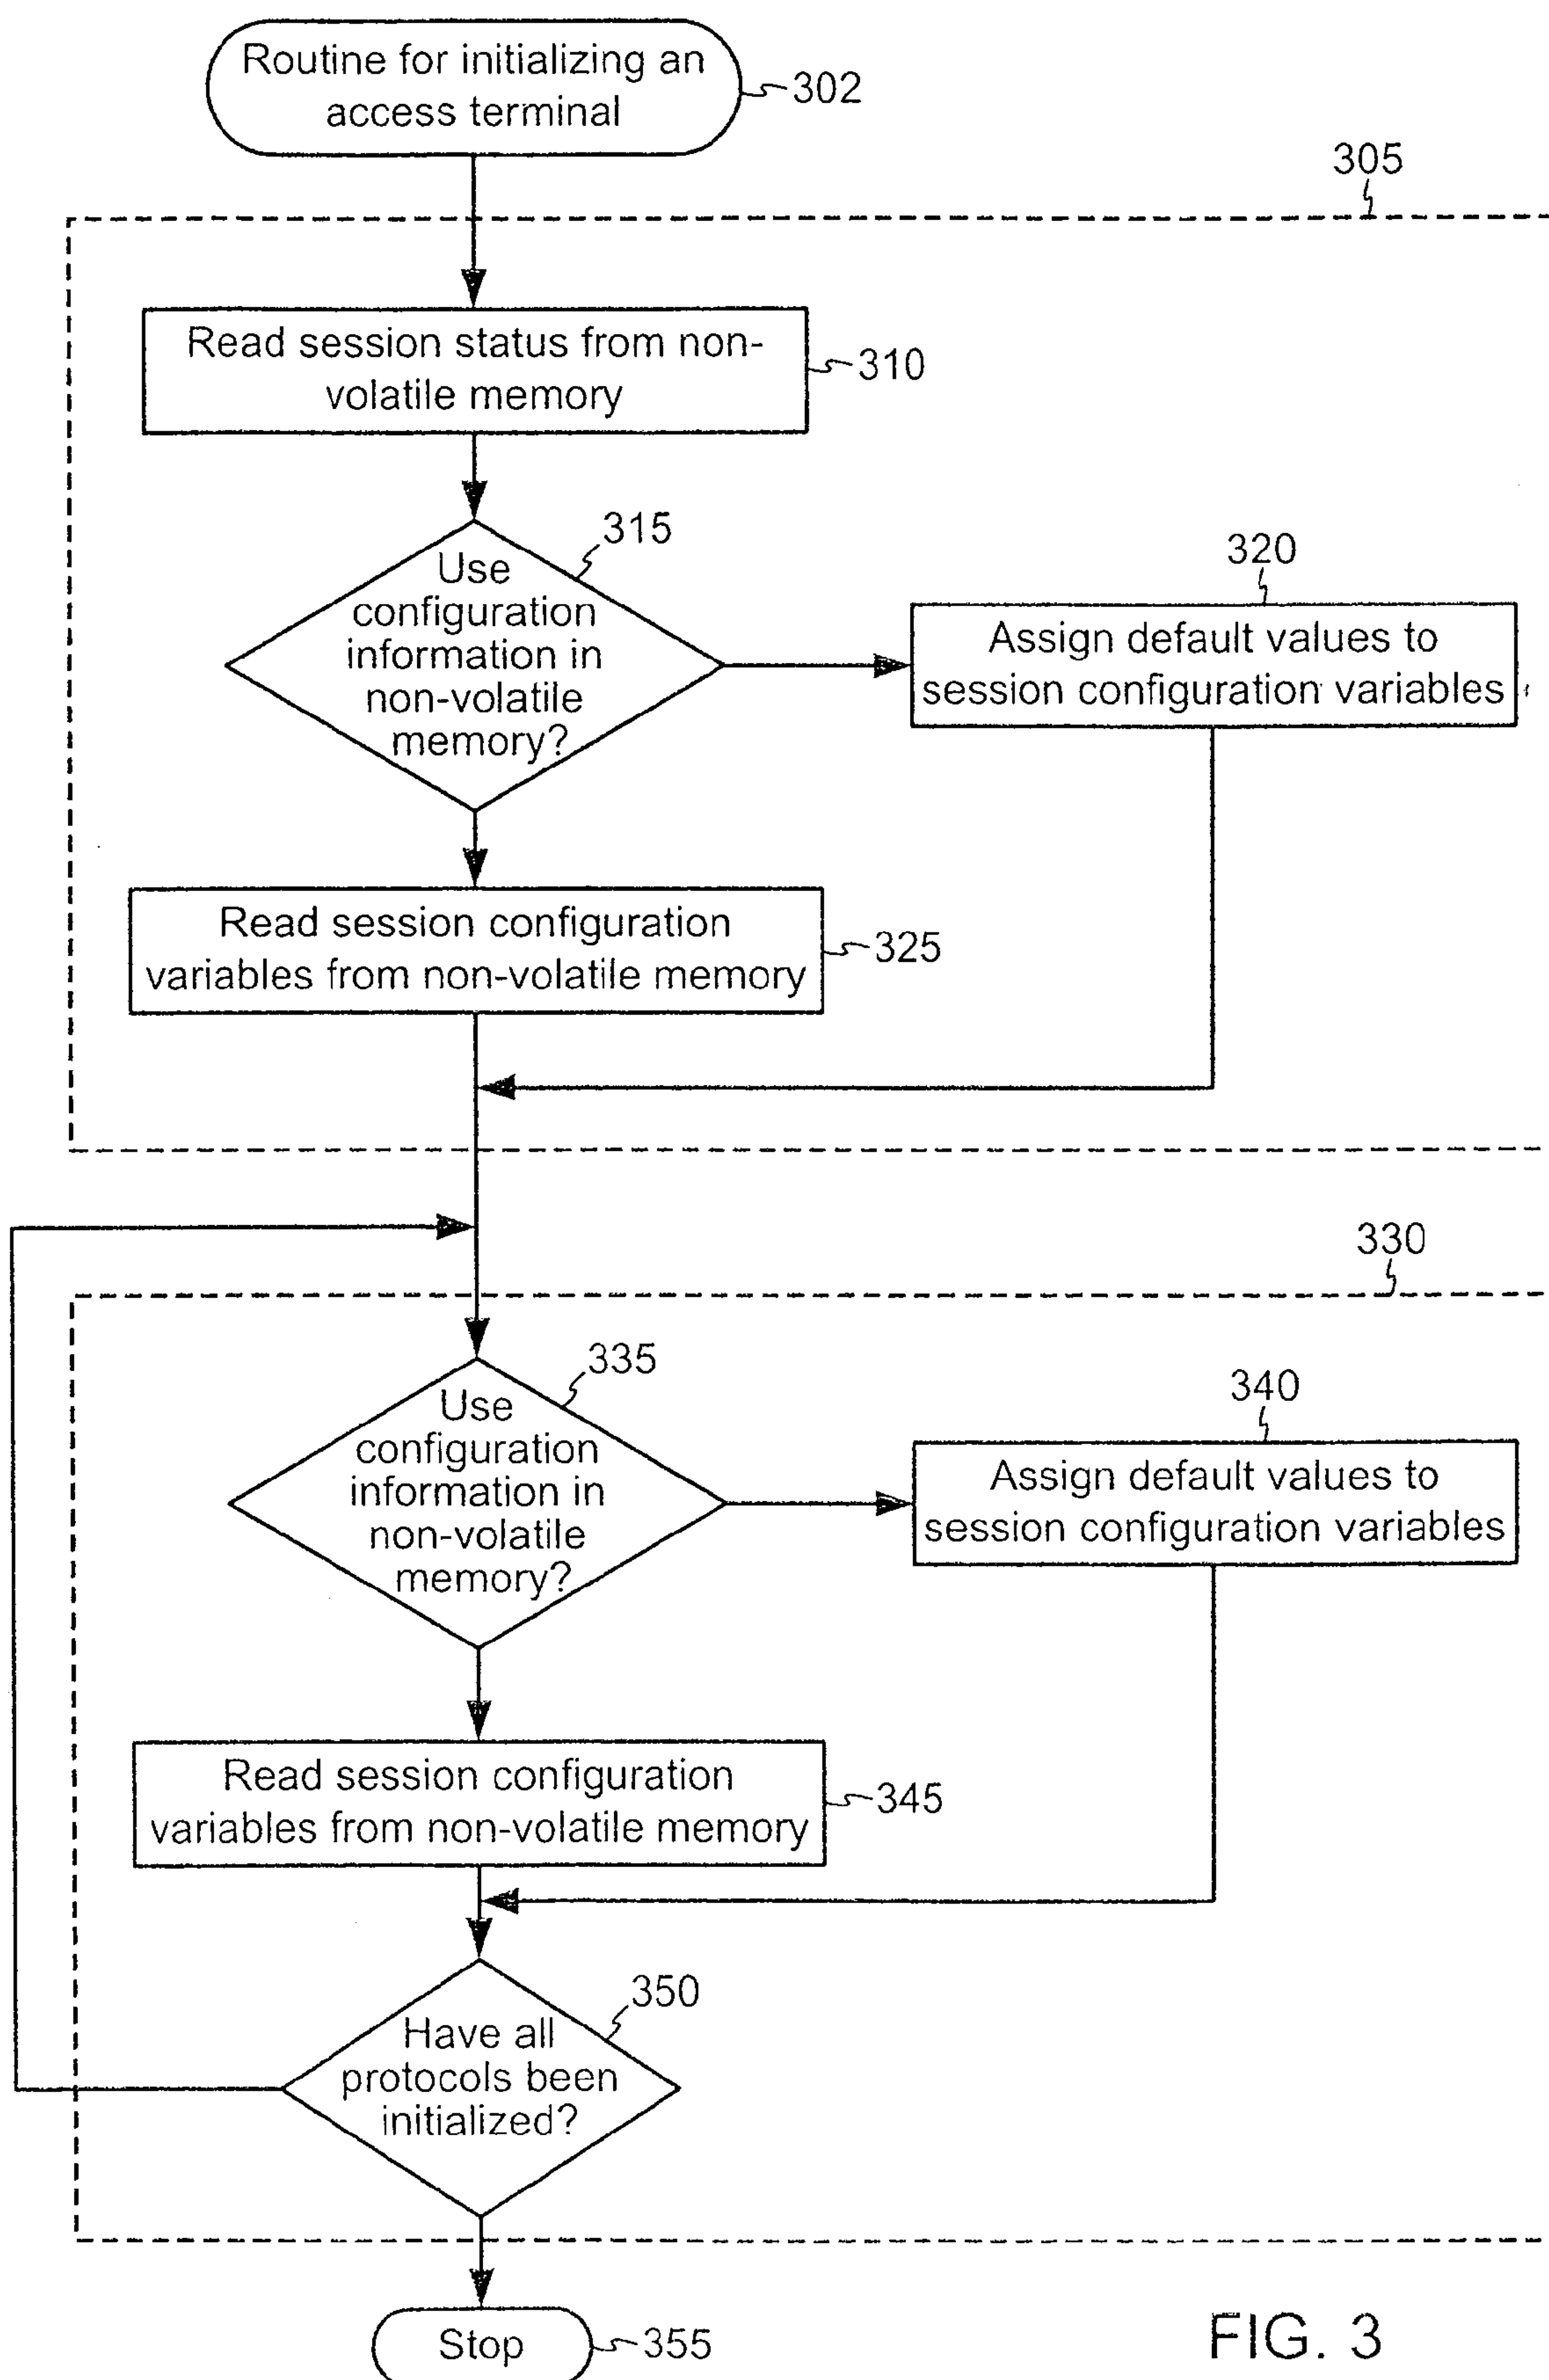 Routine for initializing an
access terminal
302
305
Read session status from non-
volatile memory
310
315
Use
configuration
information in
non-volatile
memory?
320
Assign default values to
session configuration variables
Read session configuration
variables from non-volatile memory
325
330
335
Use
configuration
information in
non-volatile
memory?
340
Assign default values to
session configuration variables
Read session configuration
variables from non-volatile memory
345
350
Have all
protocols been
initialized?
Stop
355
FIG. 3